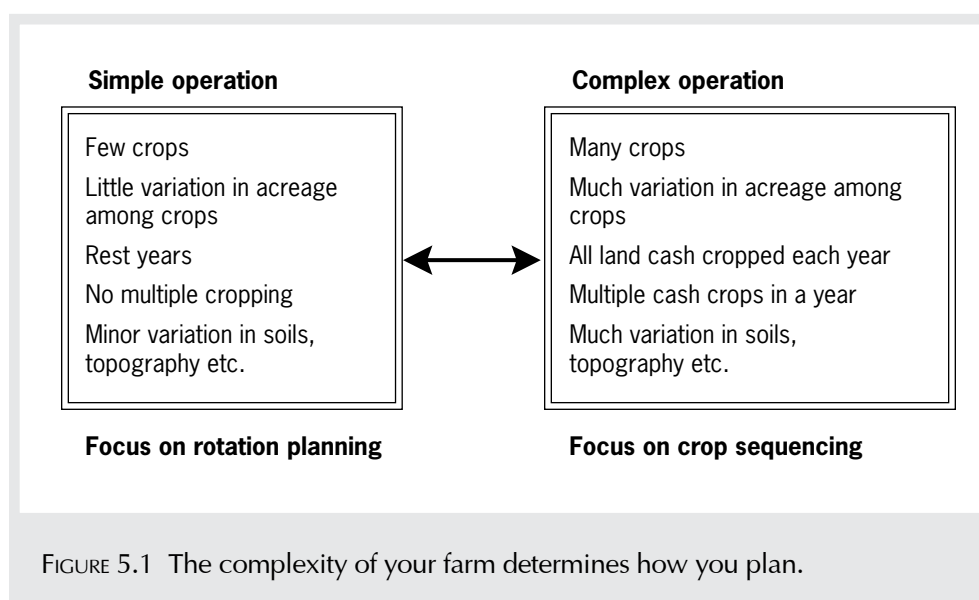 Simple operation
Few crops
Little variation in acreage
among crops
Rest years
No multiple cropping
Minor variation in soils,
topography etc.
Focus on rotation planning
Complex operation
Many crops
Much variation in acreage among
crops
All land cash cropped each year
Multiple cash crops in a year
Much variation in soils,
topography etc.
Focus on crop sequencing
FIGURE 5.1 The complexity of your farm determines how you plan.